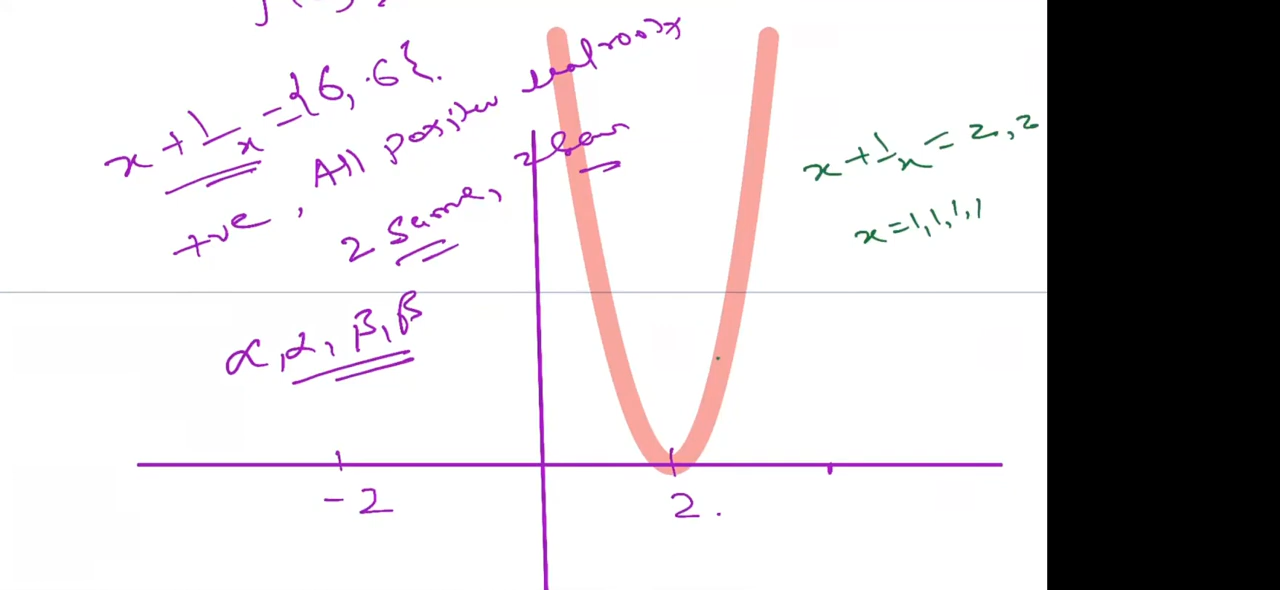 x + 1/x = {6, 6}.
+ve, All positive real roots
2 same, 2
α, α, β, β
x + 1/x = 2, 2
x = 1, 1, 1, 1
-2
2.